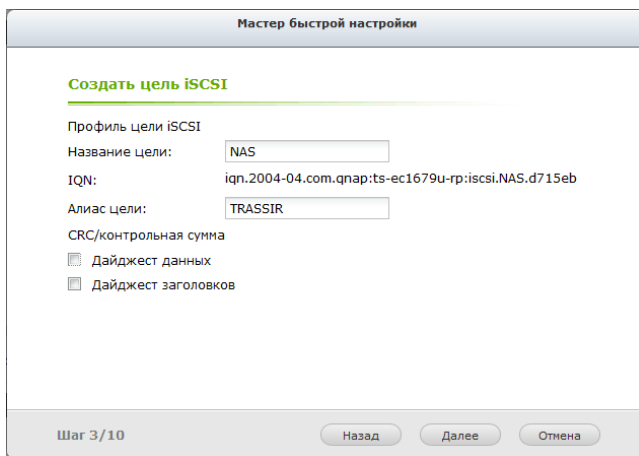 Мастер быстрой настройки
Создать цель iSCSI
Профиль цели iSCSI
Название цели: NAS
IQN: iqn.2004-04.com.qnap:ts-ec1679u-rp:iscsi.NAS.d715eb
Алиас цели: TRASSIR
CRC/контрольная сумма
Дайджест данных
Дайджест заголовков
Шаг 3/10 Назад Далее Отмена